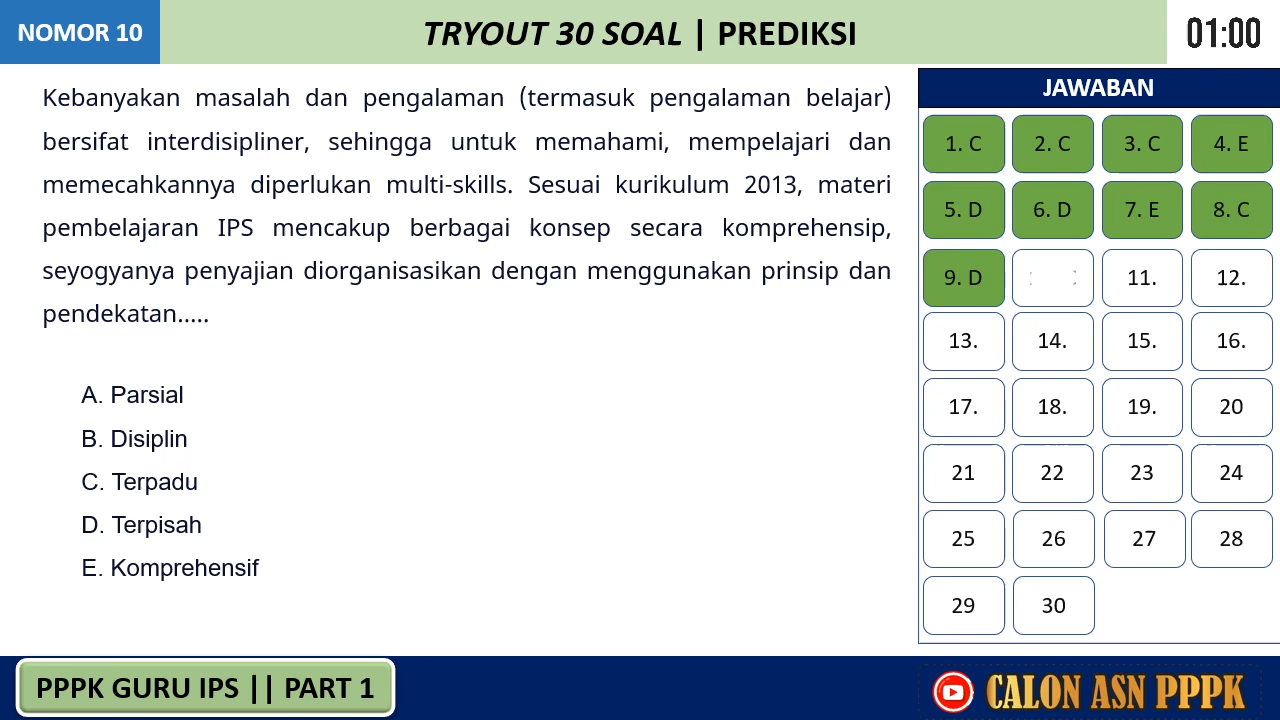 NOMOR 10
TRYOUT 30 SOAL | PREDIKSI
01:00
Kebanyakan masalah dan pengalaman (termasuk pengalaman belajar)
bersifat interdisipliner, sehingga untuk memahami, mempelajari dan
memecahkannya diperlukan multi-skills. Sesuai kurikulum 2013, materi
pembelajaran IPS mencakup berbagai konsep secara komprehensip,
seyogyanya penyajian diorganisasikan dengan menggunakan prinsip dan
pendekatan.....
A. Parsial
B. Disiplin
C. Terpadu
D. Terpisah
E. Komprehensif
JAWABAN
1. C 2. C 3. C 4. E
5. D 6. D 7. E 8. C
9. D 11. 12.
13. 14. 15. 16.
17. 18. 19. 20
21 22 23 24
25 26 27 28
29 30
PPPK GURU IPS || PART 1
CALON ASN PPPK